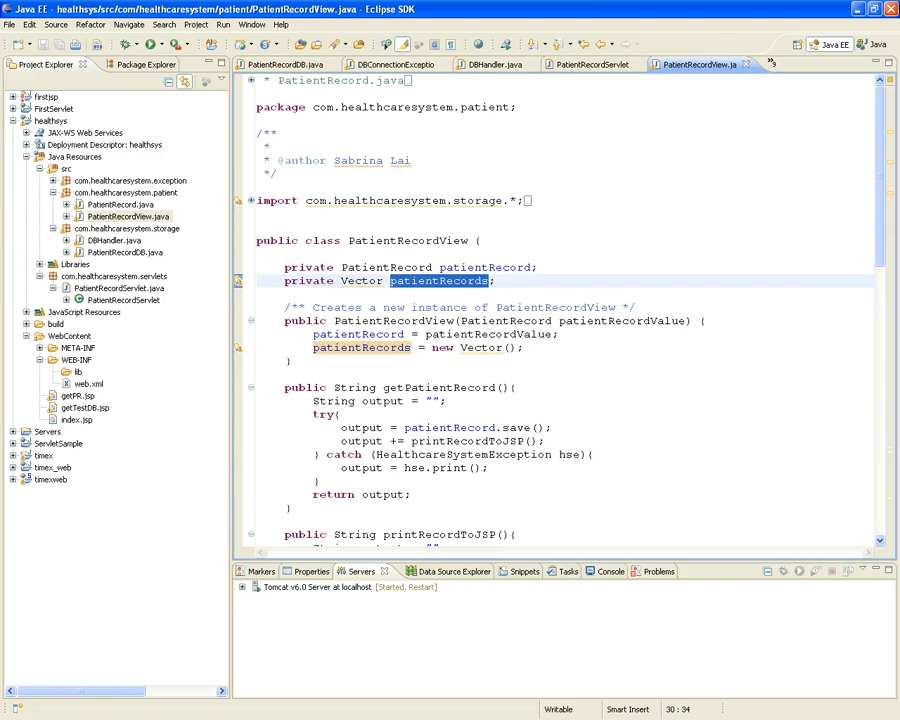 Java EE - healthsys/src/com/healthcaresystem/patient/PatientRecordView.java - Eclipse SDK
File Edit Source Refactor Navigate Search Project Run Window Help
Java EE Java
Project Explorer Package Explorer
firstjsp
FirstServlet
healthsys
JAX-WS Web Services
Deployment Descriptor: healthsys
Java Resources
src
com.healthcaresystem.exception
com.healthcaresystem.patient
PatientRecord.java
PatientRecordView.java
com.healthcaresystem.storage
DBHandler.java
PatientRecordDB.java
Libraries
com.healthcaresystem.servlets
PatientRecordServlet.java
PatientRecordServlet
JavaScript Resources
build
WebContent
META-INF
WEB-INF
lib
web.xml
getPR.jsp
getTestDB.jsp
index.jsp
Servers
ServletSample
timex
timex_web
timexweb
PatientRecordDB.java DBConnectionExceptio DBHandler.java PatientRecordServlet PatientRecordView.ja »9
* PatientRecord.java
package com.healthcaresystem.patient;
/**
*
* @author Sabrina Lai
*/
import com.healthcaresystem.storage.*;
public class PatientRecordView {
private PatientRecord patientRecord;
private Vector patientRecords;
/** Creates a new instance of PatientRecordView */
public PatientRecordView(PatientRecord patientRecordValue) {
patientRecord = patientRecordValue;
patientRecords = new Vector();
}
public String getPatientRecord(){
String output = "";
try{
output = patientRecord.save();
output += printRecordToJSP();
} catch (HealthcareSystemException hse){
output = hse.print();
}
return output;
}
public String printRecordToJSP(){
Markers Properties Servers Data Source Explorer Snippets Tasks Console Problems
Tomcat v6.0 Server at localhost [Started, Restart]
Writable Smart Insert 30 : 34